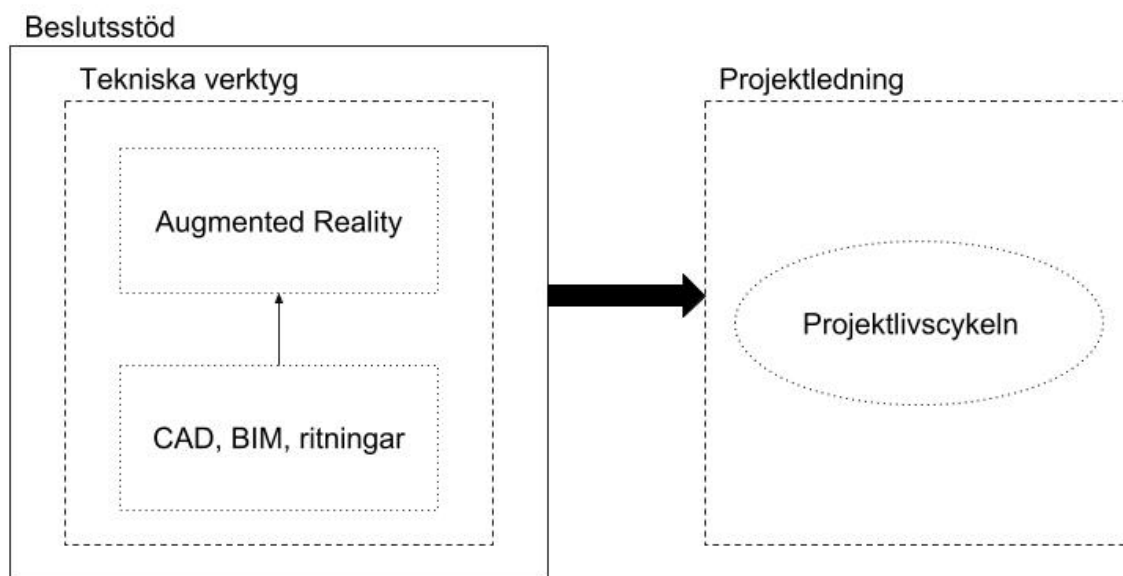 Beslutsstöd
Tekniska verktyg
Augmented Reality
CAD, BIM, ritningar
Projektledning
Projektlivscykeln